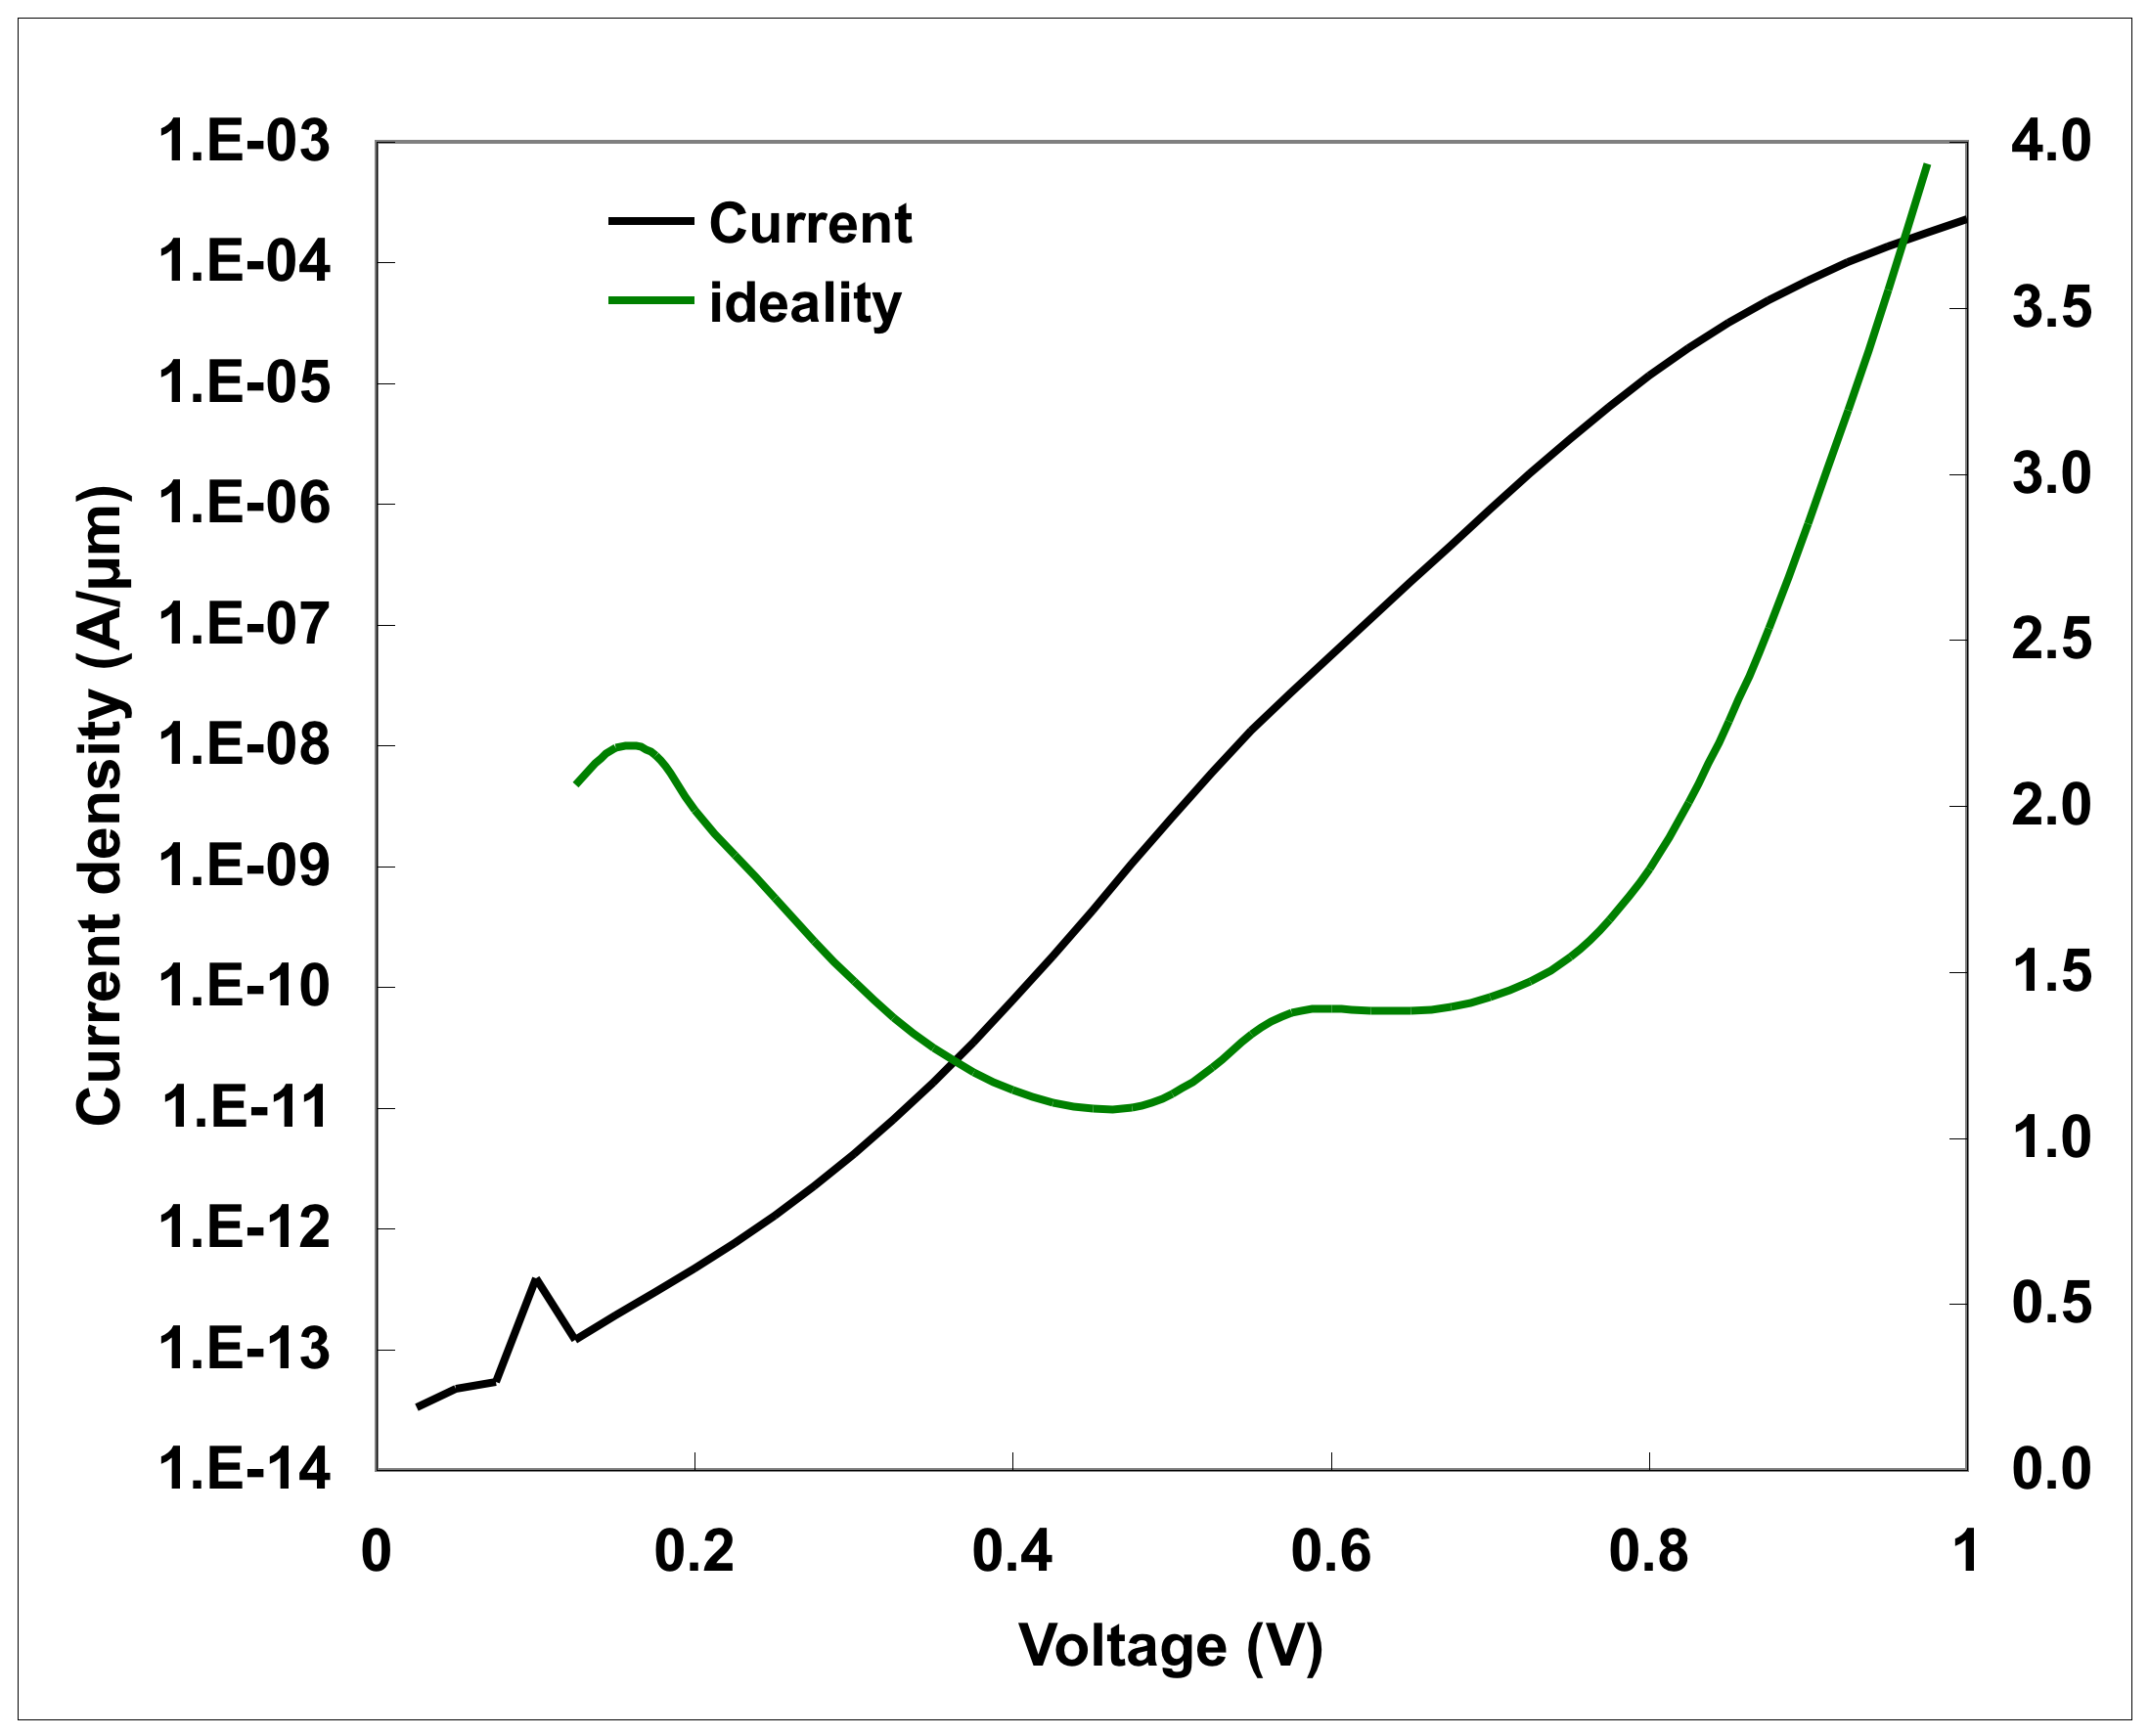 Current
ideality
Current density (A/µm)
1.E-03
1.E-04
1.E-05
1.E-06
1.E-07
1.E-08
1.E-09
1.E-10
1.E-11
1.E-12
1.E-13
1.E-14
4.0
3.5
3.0
2.5
2.0
1.5
1.0
0.5
0.0
0 0.2 0.4 0.6 0.8 1
Voltage (V)